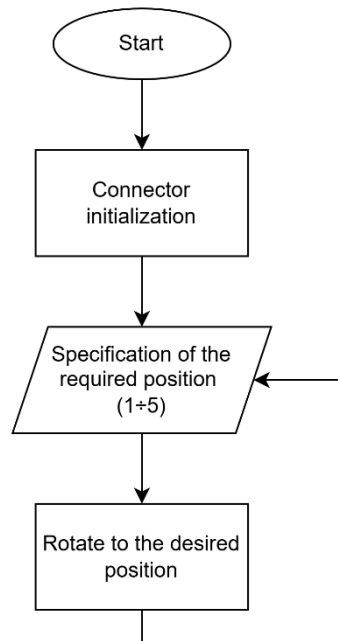 Start
Connector
initialization
Specification of the
required position
(1÷5)
Rotate to the desired
position